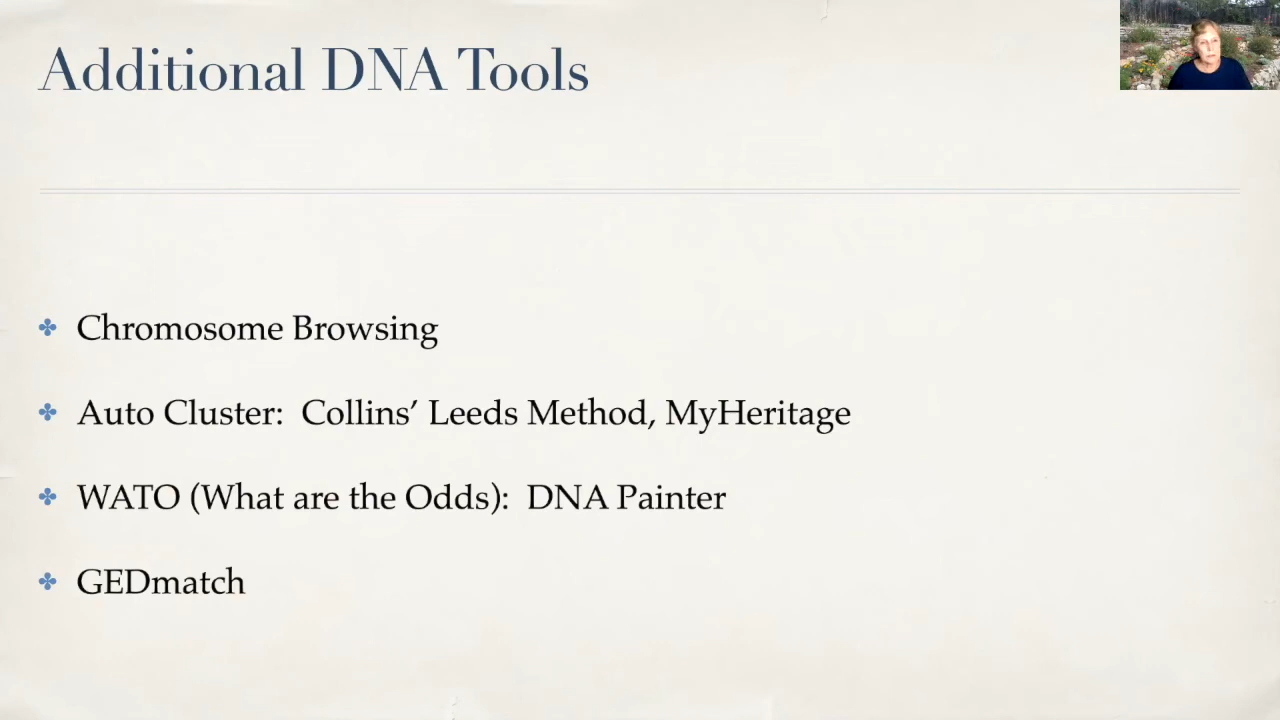 Additional DNA Tools
Chromosome Browsing
Auto Cluster:  Collins’ Leeds Method, MyHeritage
WATO (What are the Odds):  DNA Painter
GEDmatch